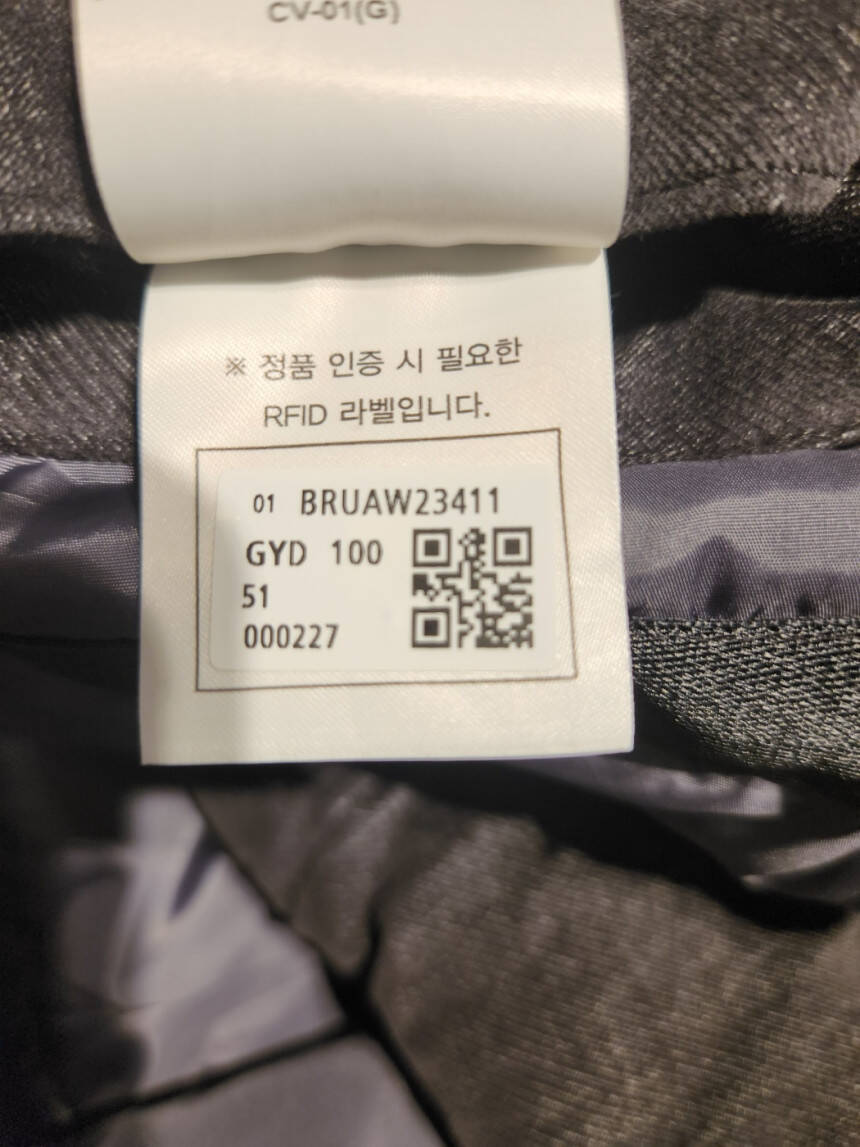 CV-01(G)
※ 정품 인증 시 필요한
RFID 라벨입니다.
01 BRUAW23411
GYD 100
51
000227